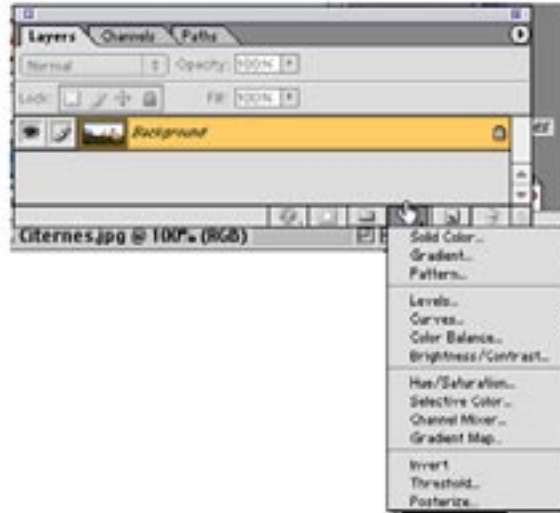 Layers Channels Paths
Normal Opacity: 100%
Lock: Fill: 100%
Background
Citernes.jpg @ 100% (RGB)
Solid Color...
Gradient...
Pattern...
Levels...
Curves...
Color Balance...
Brightness/Contrast...
Hue/Saturation...
Selective Color...
Channel Mixer...
Gradient Map...
Invert
Threshold...
Posterize...